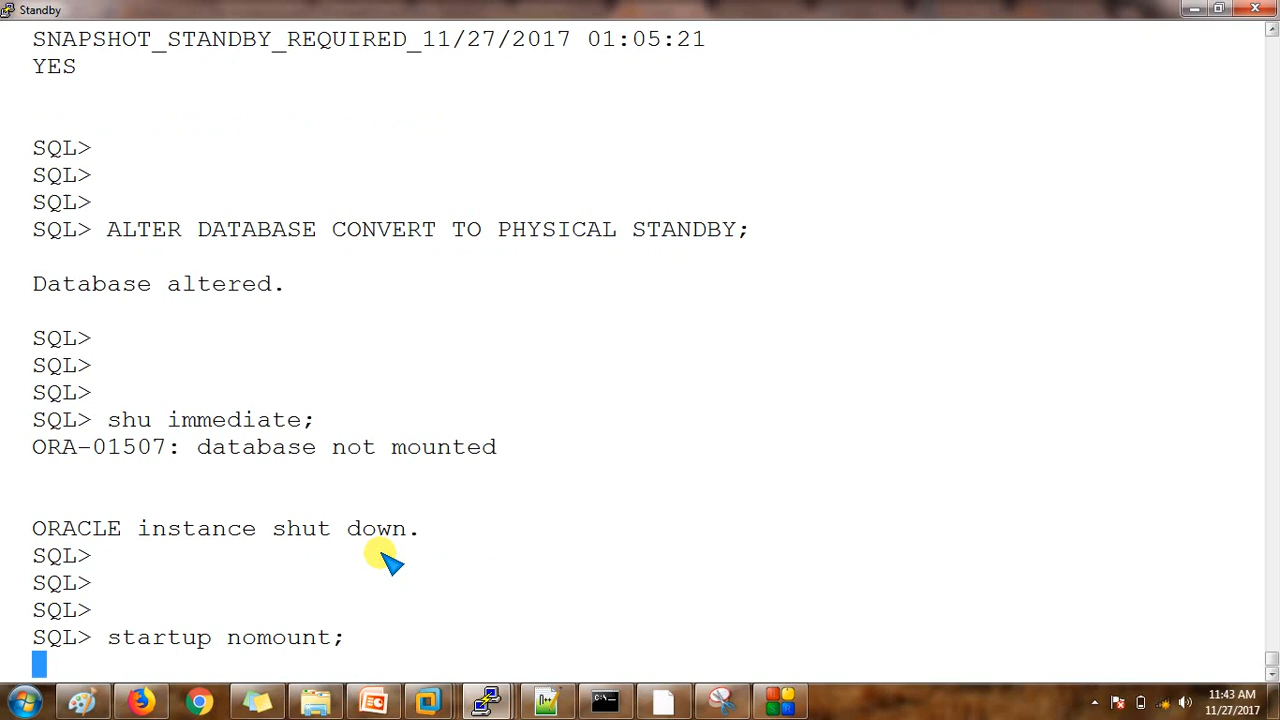 Standby
SNAPSHOT_STANDBY_REQUIRED_11/27/2017 01:05:21
YES
SQL>
SQL>
SQL>
SQL> ALTER DATABASE CONVERT TO PHYSICAL STANDBY;
Database altered.
SQL>
SQL>
SQL>
SQL> shu immediate;
ORA-01507: database not mounted
ORACLE instance shut down.
SQL>
SQL>
SQL>
SQL> startup nomount;
11:43 AM
11/27/2017